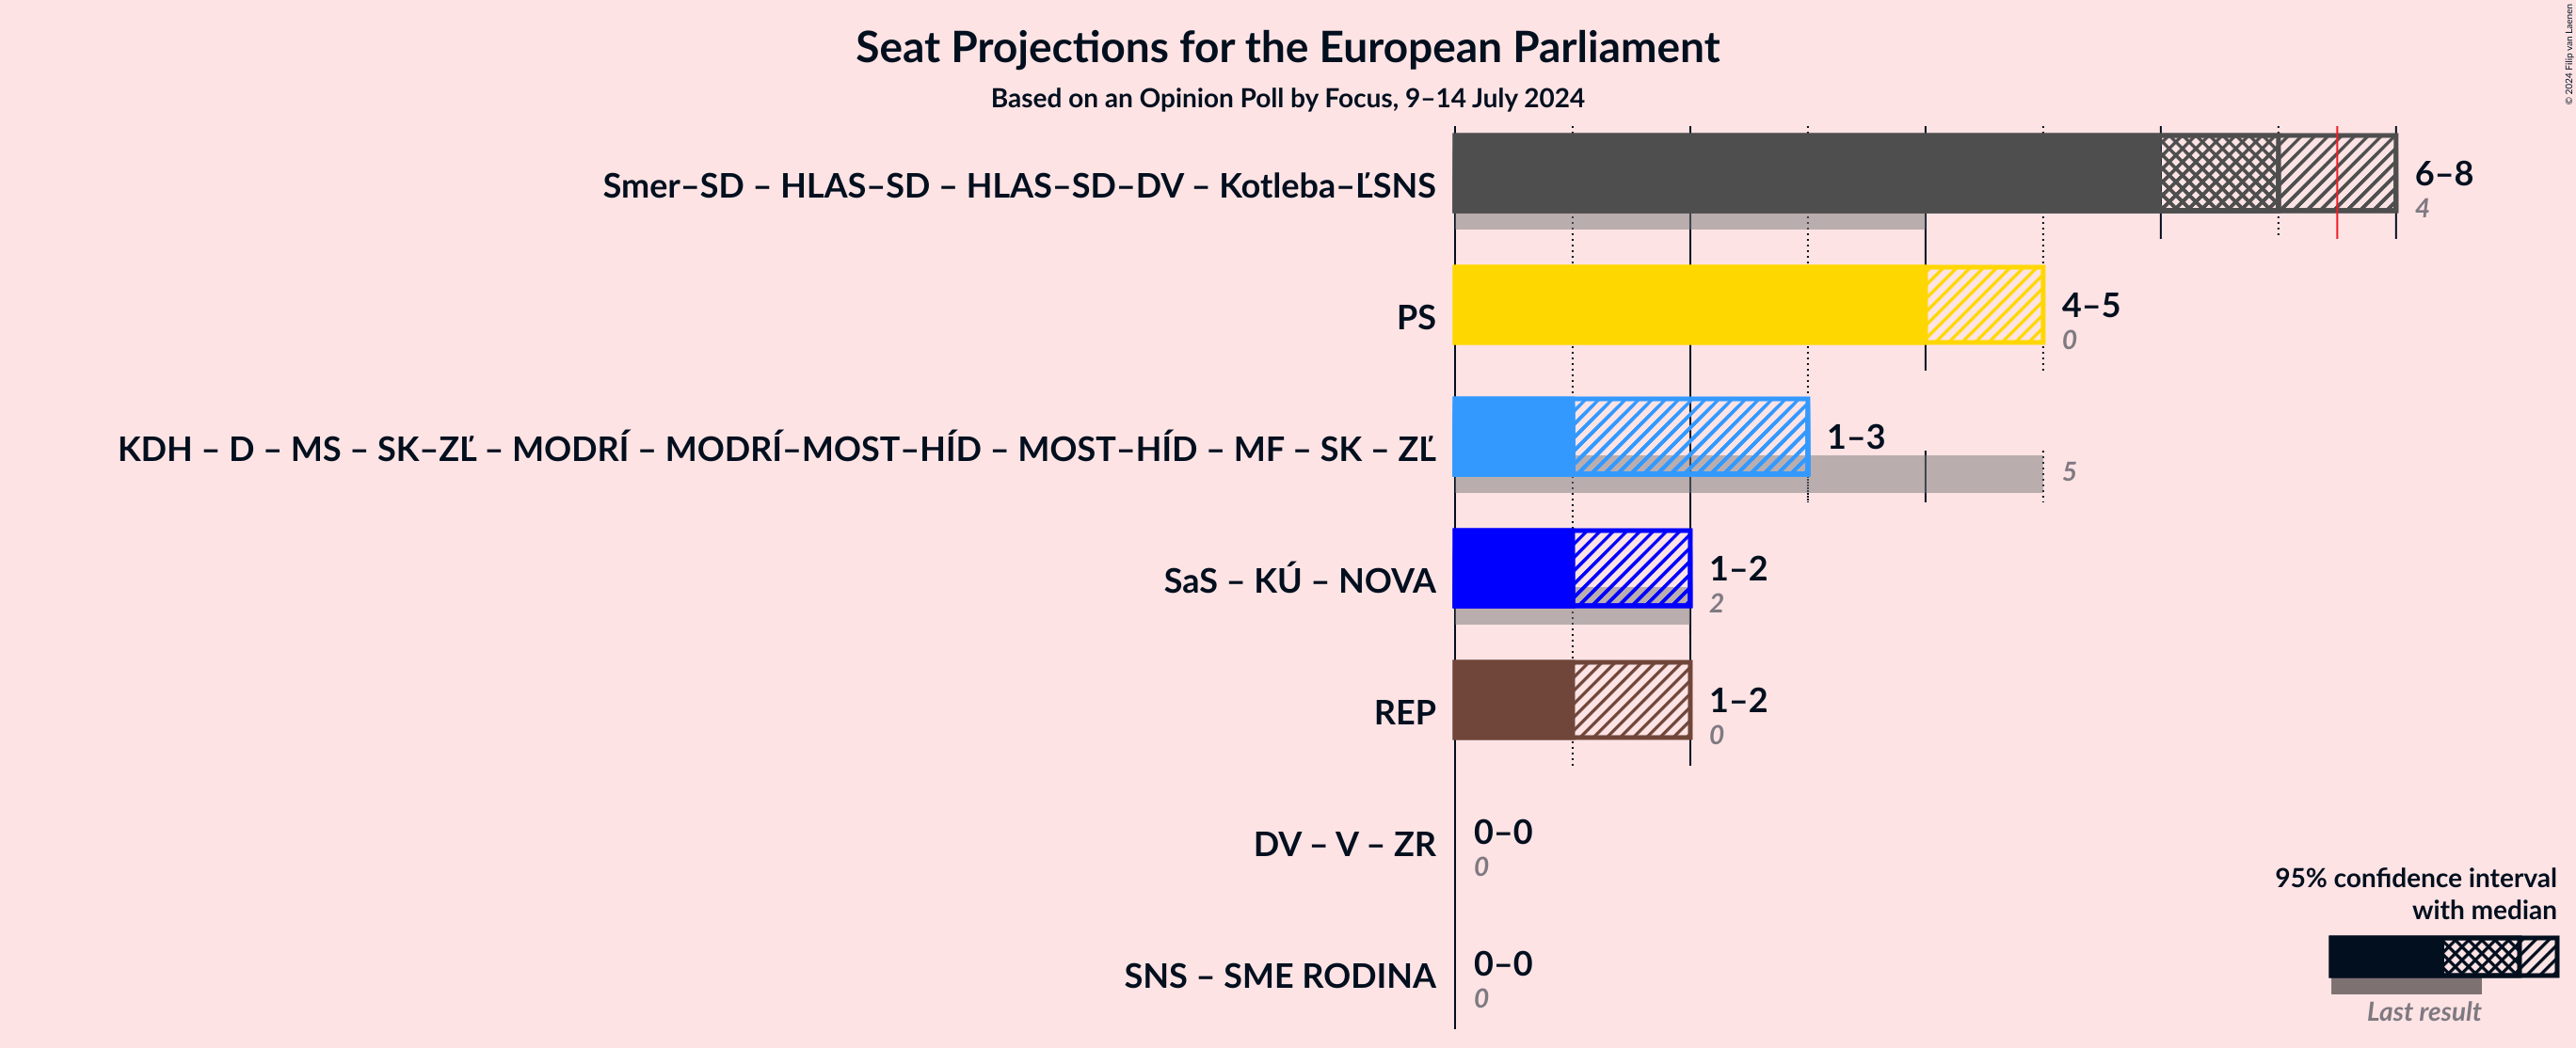 Seat Projections for the European Parliament
Based on an Opinion Poll by Focus, 9–14 July 2024
© 2024 Filip van Laenen
Smer–SD – HLAS–SD – HLAS–SD–DV – Kotleba–ĽSNS
6–8
4
PS
4–5
0
KDH – D – MS – SK–ZĽ – MODRÍ – MODRÍ–MOST–HÍD – MOST–HÍD – MF – SK – ZĽ
1–3
5
SaS – KÚ – NOVA
1–2
2
REP
1–2
0
DV – V – ZR
0–0
0
SNS – SME RODINA
0–0
0
95% confidence interval
with median
Last result